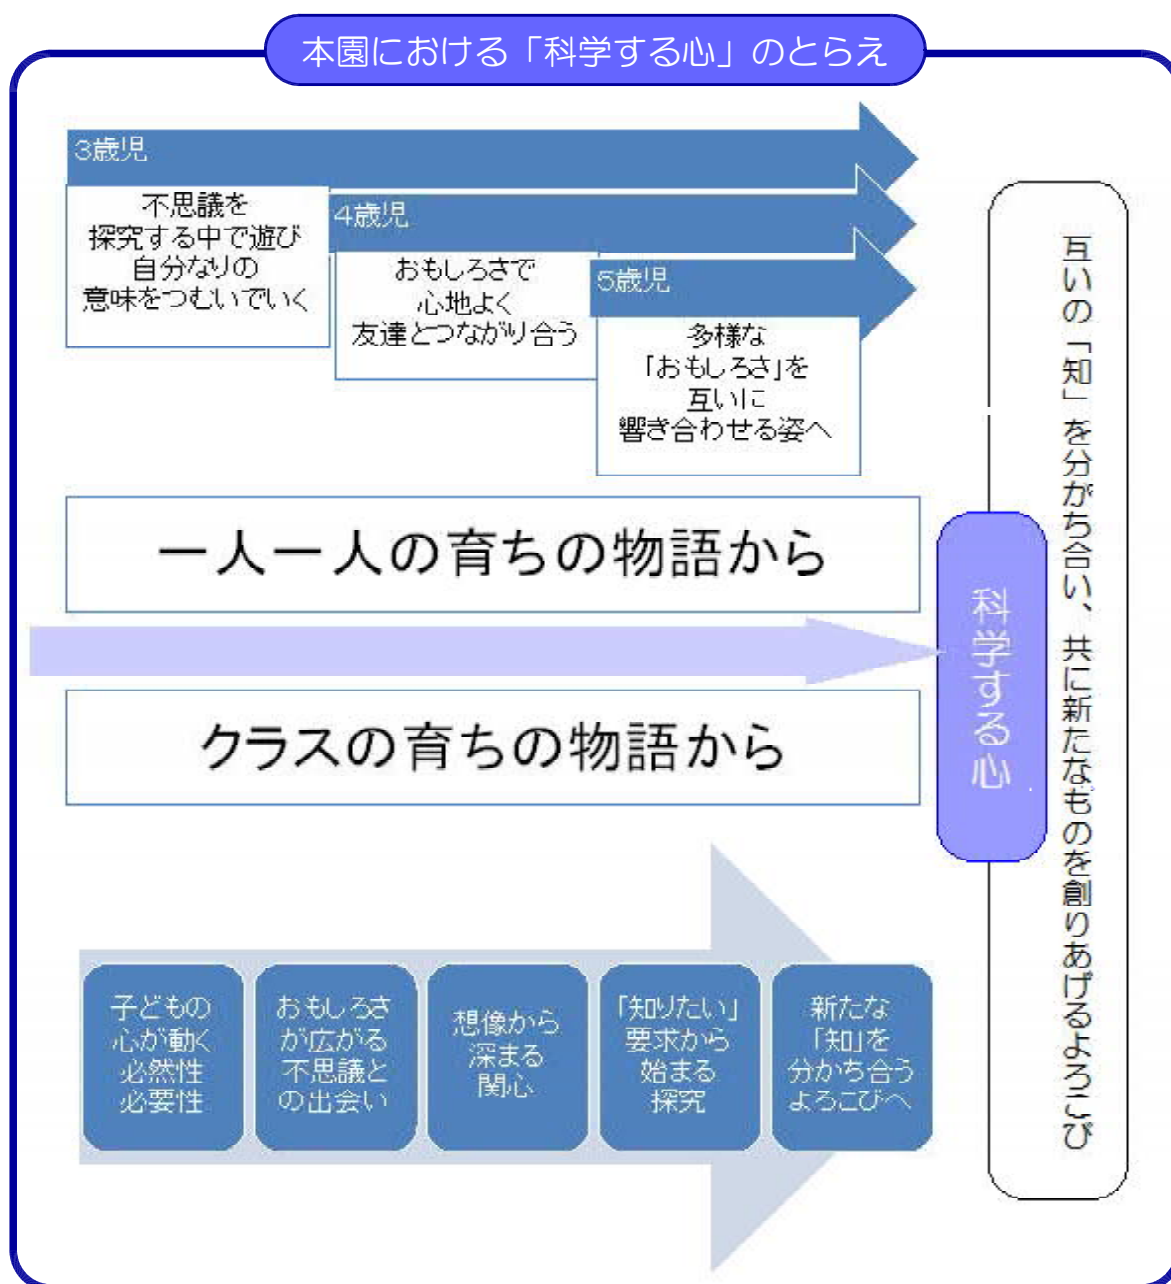 本園における「科学する心」のとらえ
3歳児
不思議を
探究する中で遊び
自分なりの
意味をつむいでいく
4歳児
おもしろさで
心地よく
友達とつながり合う
5歳児
多様な
「おもしろさ」を
互いに
響き合わせる姿へ
一人一人の育ちの物語から
クラスの育ちの物語から
科学する心
互いの「知」を分がち合い、共に新たなものを創りあげるよろこび
子どもの
心が動く
必然性
必要性
おもしろさ
が広がる
不思議と
の出会い
想像から
深まる
関心
「知りたい」
要求から
始まる
探究
新たな
「知」を
分かち合う
よろこびへ